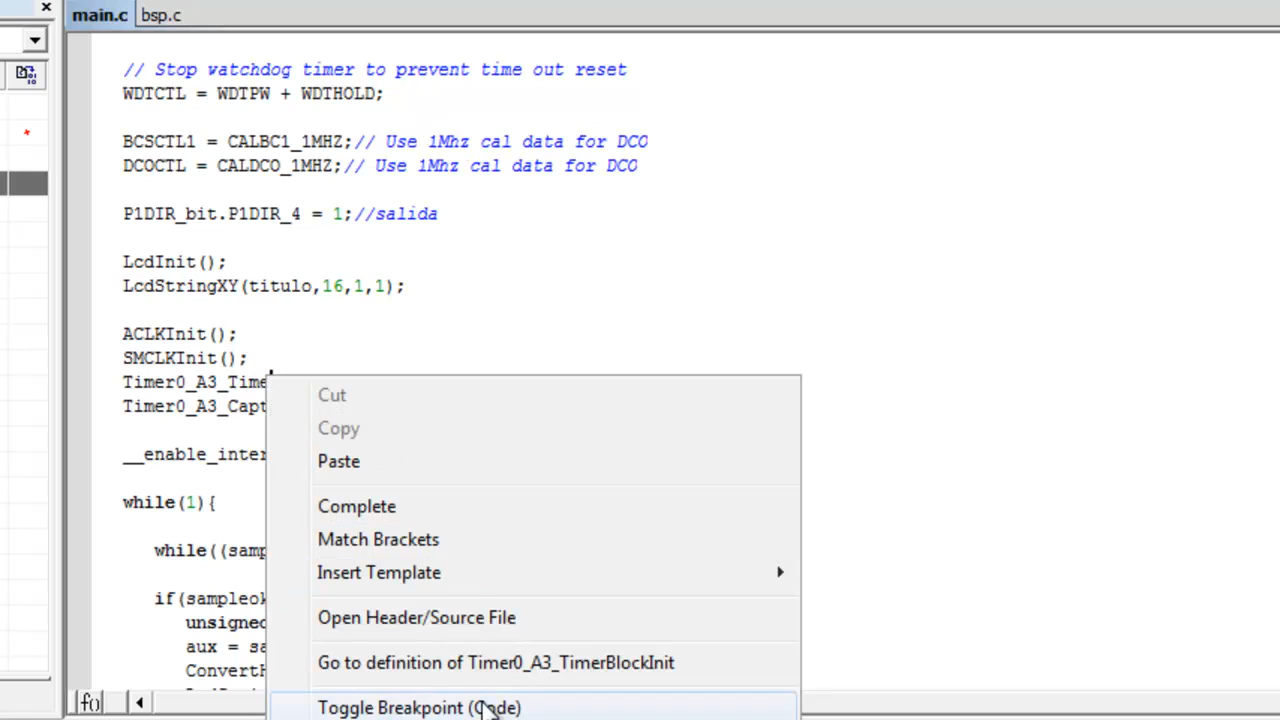 main.c bsp.c
// Stop watchdog timer to prevent time out reset
WDTCTL = WDTPW + WDTHOLD;
BCSCTL1 = CALBC1_1MHZ;// Use 1Mhz cal data for DCO
DCOCTL = CALDCO_1MHZ;// Use 1Mhz cal data for DCO
P1DIR_bit.P1DIR_4 = 1;//salida
LcdInit();
LcdStringXY(titulo,16,1,1);
ACLKInit();
SMCLKInit();
Timer0_A3_Time
Timer0_A3_Capt
__enable_inter
while(1){
while((samp
if(sampleok
unsigned
aux = sa
Convert
Cut
Copy
Paste
Complete
Match Brackets
Insert Template
Open Header/Source File
Go to definition of Timer0_A3_TimerBlockInit
Toggle Breakpoint (Code)
f()